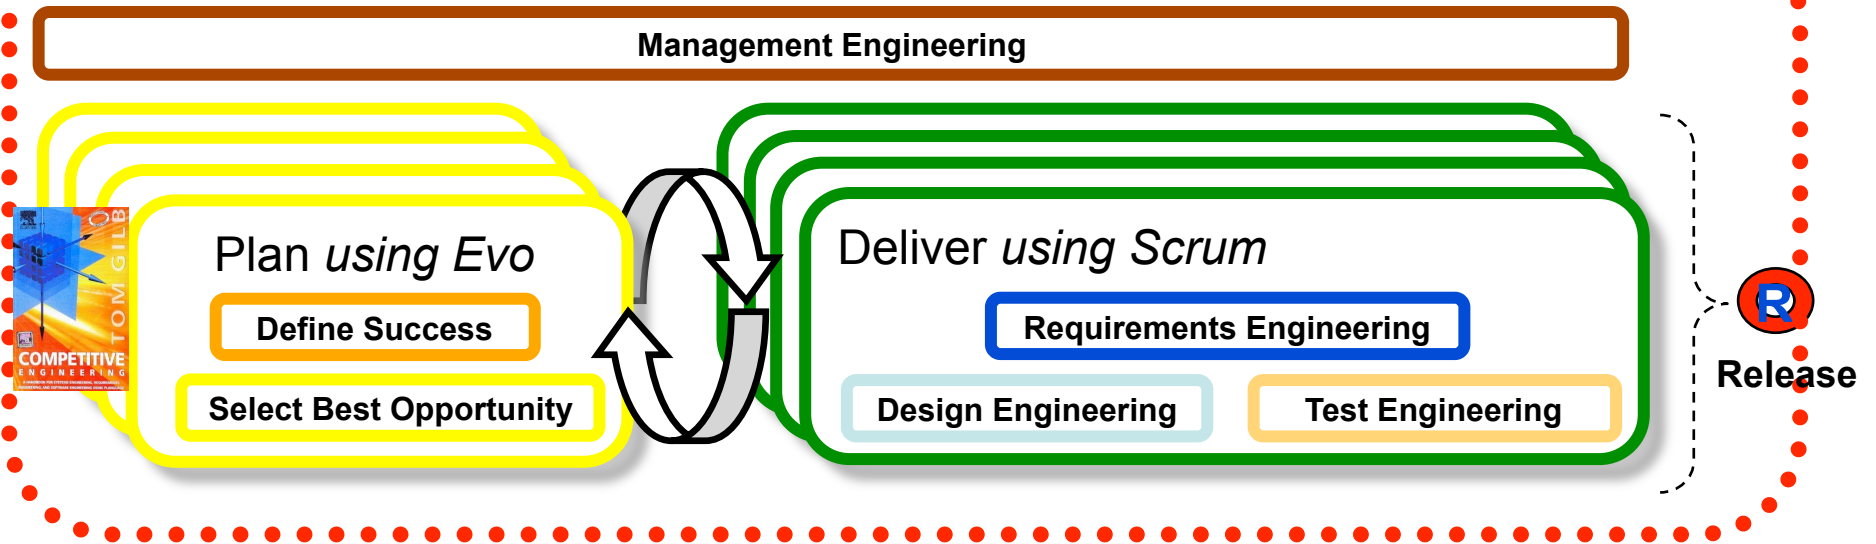 Management Engineering
Plan using Evo
Define Success
Select Best Opportunity
TOM GILB
COMPETITIVE
ENGINEERING
Deliver using Scrum
Requirements Engineering
Design Engineering
Test Engineering
R
Release